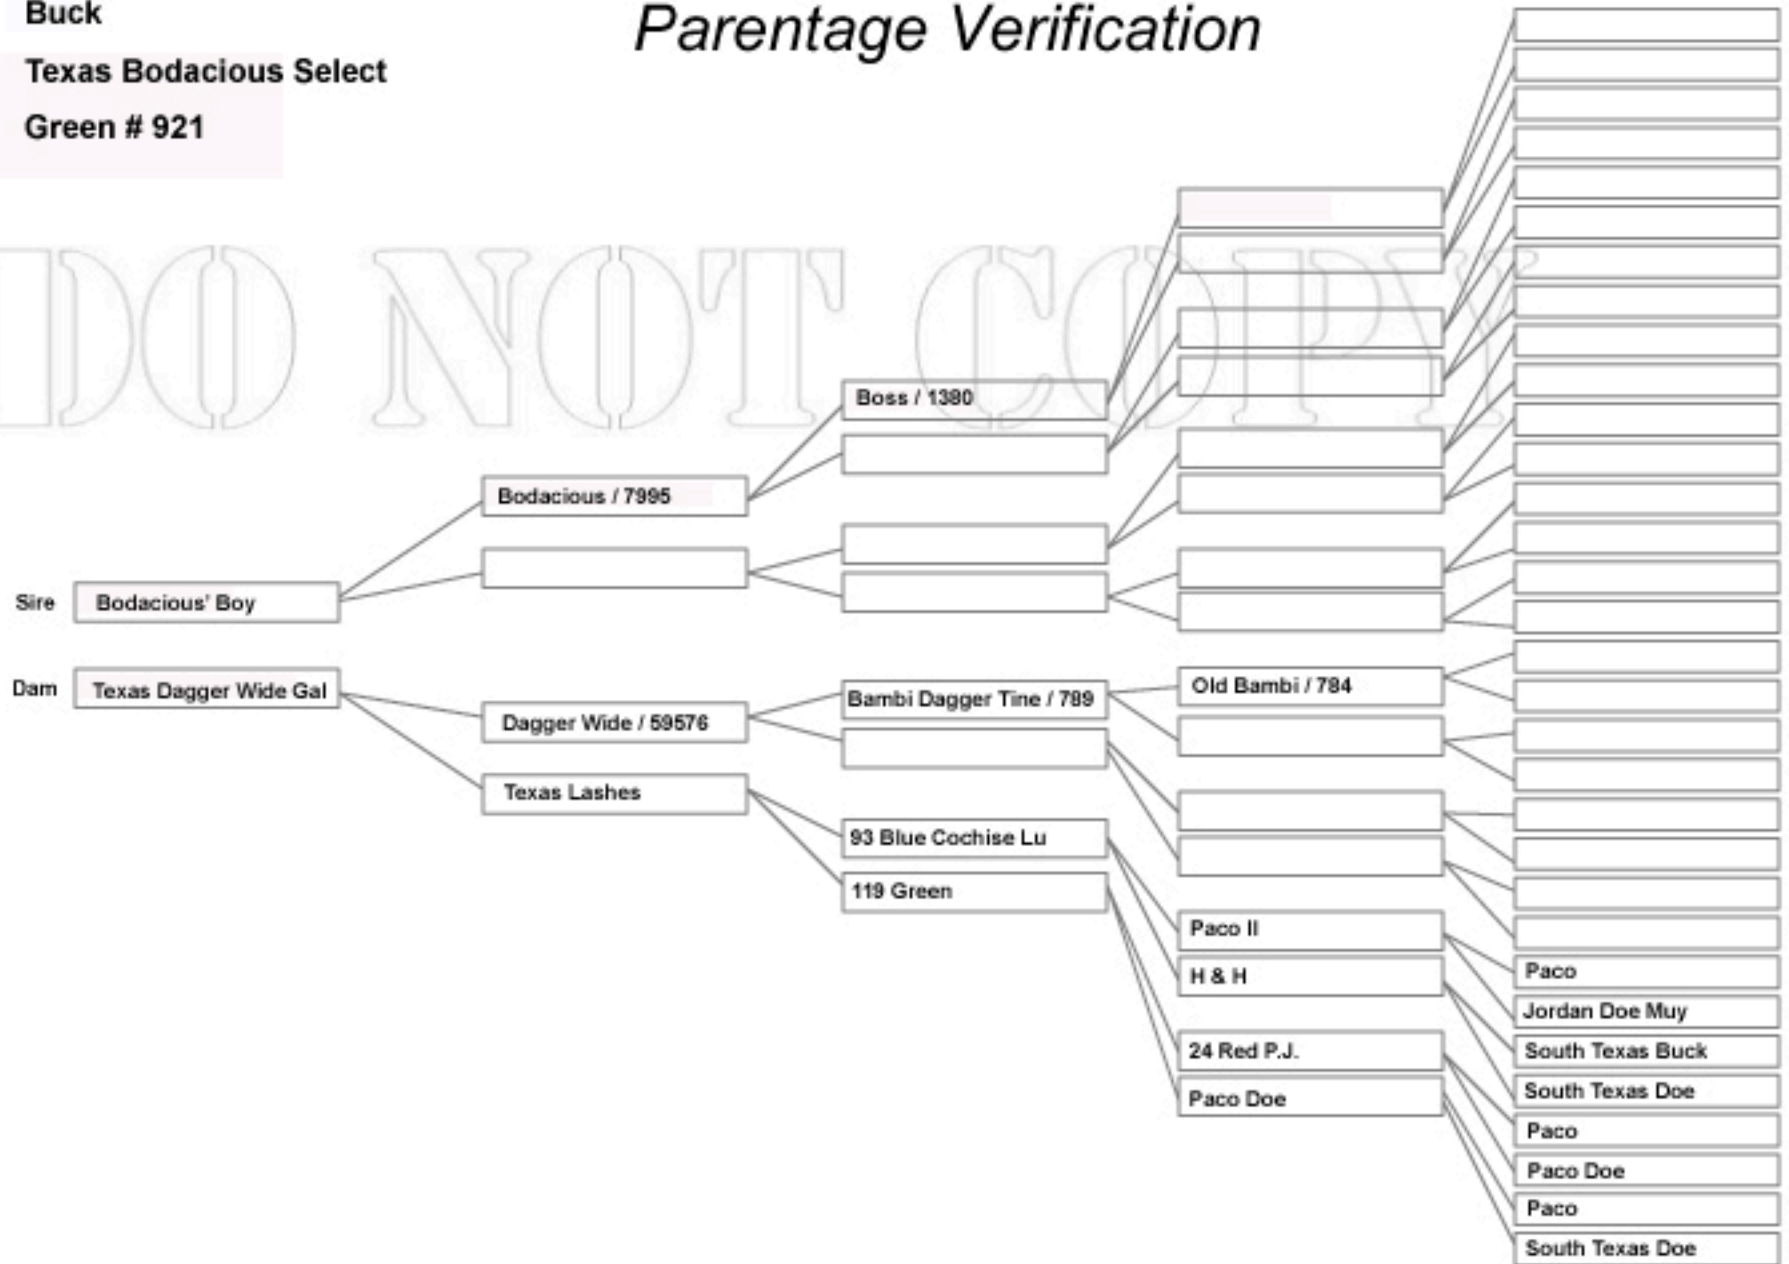 Buck
Parentage Verification
Texas Bodacious Select
Green # 921
DO NOT COPY
Boss / 1380
Bodacious / 7995
Sire
Bodacious' Boy
Dam
Texas Dagger Wide Gal
Bambi Dagger Tine / 789
Old Bambi / 784
Dagger Wide / 59576
Texas Lashes
93 Blue Cochise Lu
119 Green
Paco II
H & H
24 Red P.J.
Paco Doe
Paco
Jordan Doe Muy
South Texas Buck
South Texas Doe
Paco
Paco Doe
Paco
South Texas Doe